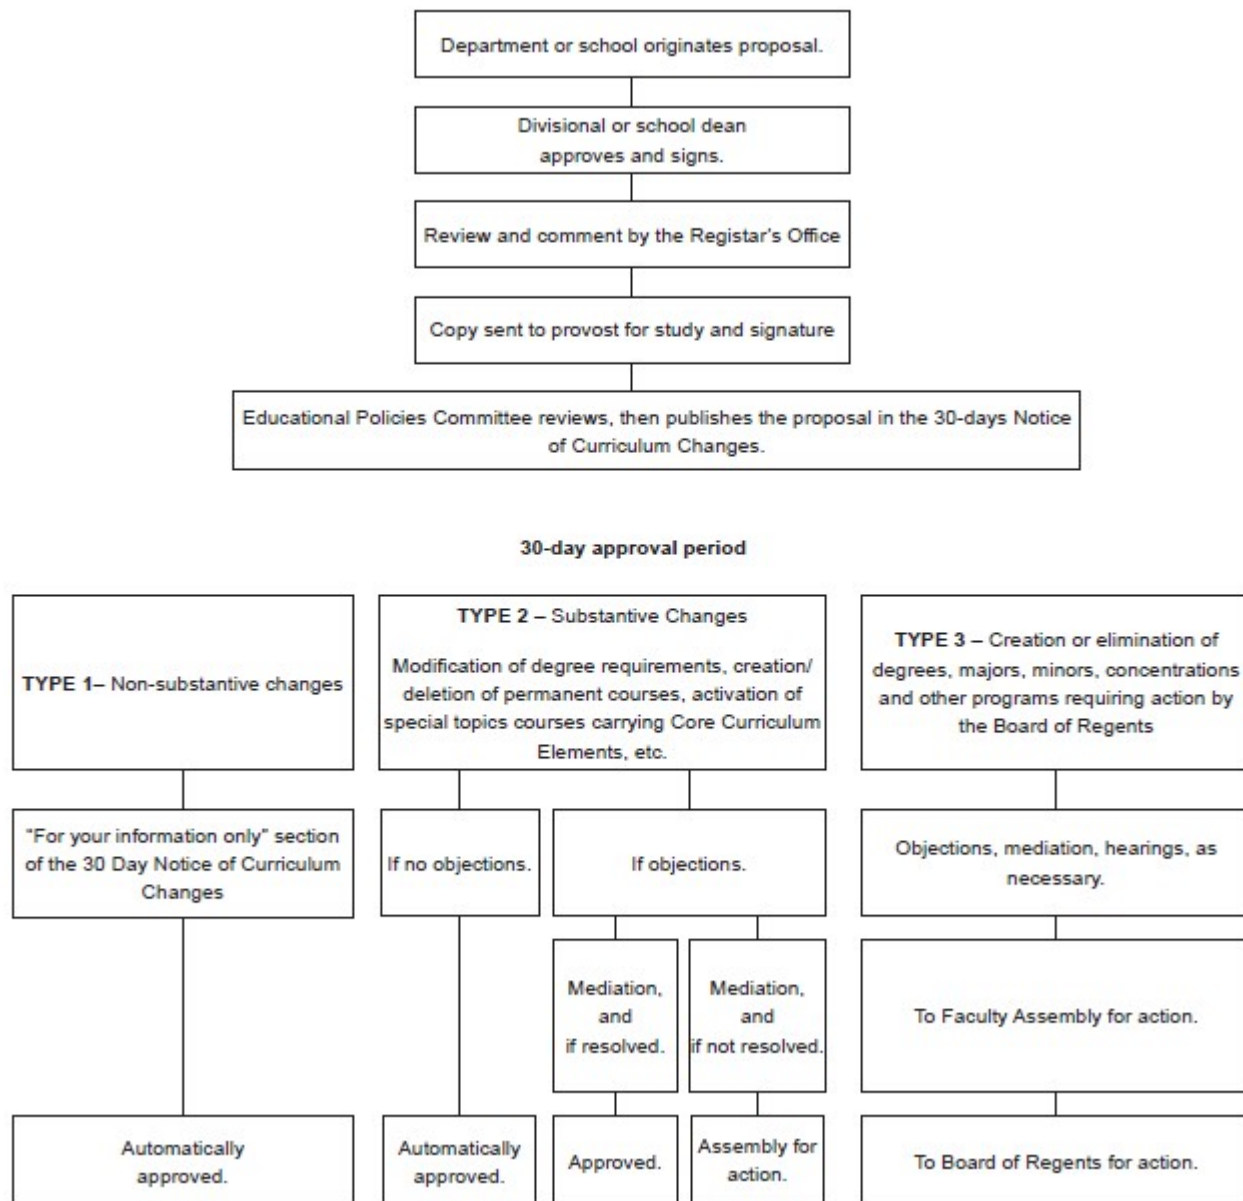 Department or school originates proposal.
Divisional or school dean
approves and signs.
Review and comment by the Registar's Office
Copy sent to provost for study and signature
Educational Policies Committee reviews, then publishes the proposal in the 30-days Notice
of Curriculum Changes.
30-day approval period
TYPE 1– Non-substantive changes
TYPE 2 – Substantive Changes
Modification of degree requirements, creation/
deletion of permanent courses, activation of
special topics courses carrying Core Curriculum
Elements, etc.
TYPE 3 – Creation or elimination of
degrees, majors, minors, concentrations
and other programs requiring action by
the Board of Regents
"For your information only" section
of the 30 Day Notice of Curriculum
Changes
If no objections.
If objections.
Objections, mediation, hearings, as
necessary.
Mediation,
and
if resolved.
Mediation,
and
if not resolved.
To Faculty Assembly for action.
Automatically
approved.
Automatically
approved.
Approved.
Assembly for
action.
To Board of Regents for action.